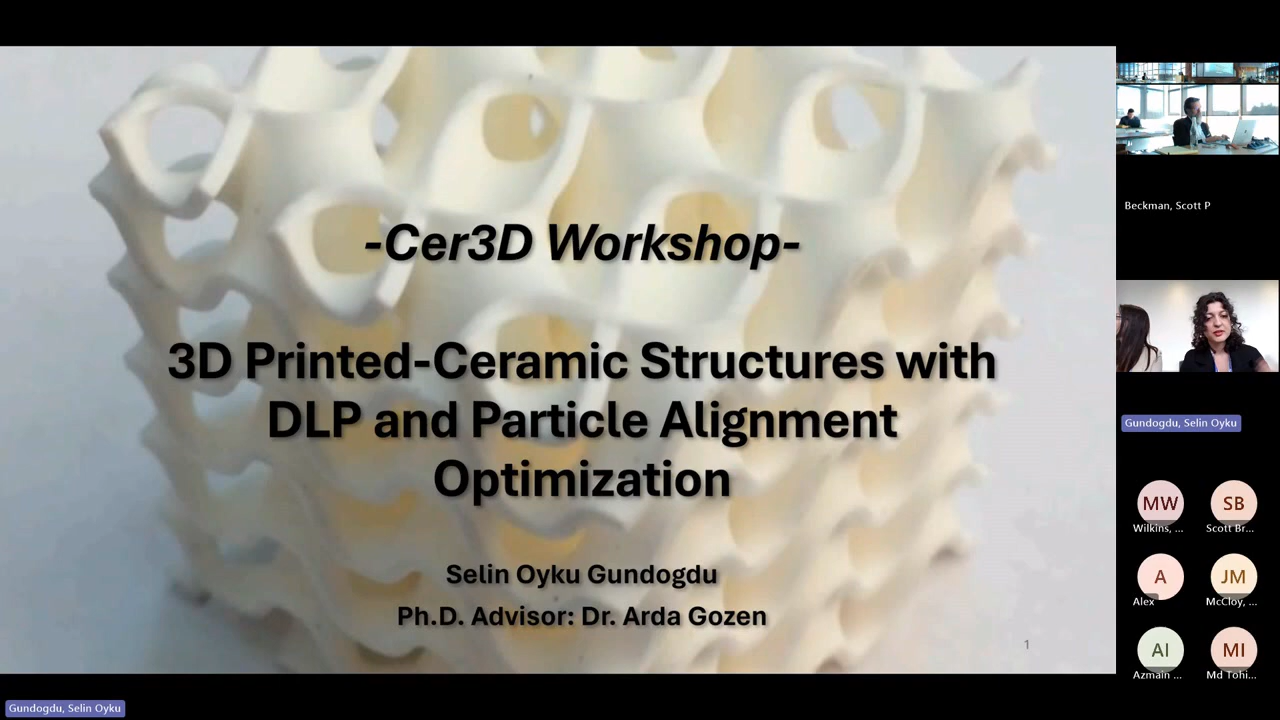 -Cer3D Workshop-
3D Printed-Ceramic Structures with
DLP and Particle Alignment
Optimization
Selin Oyku Gundogdu
Ph.D. Advisor: Dr. Arda Gozen
1
Beckman, Scott P
Gundogdu, Selin Oyku
MW
SB
Wilkins, ...
Scott Br...
A
JM
Alex
McCloy, ...
AI
MI
Azmain ...
Md Tohi...
Gundogdu, Selin Oyku